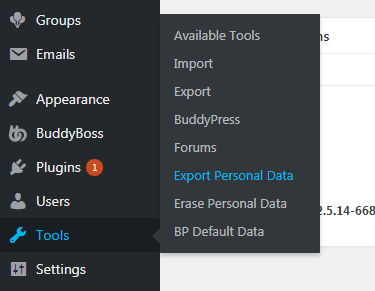 Groups
Emails
Appearance
BuddyBoss
Plugins 1
Users
Tools
Settings
Available Tools
Import
Export
BuddyPress
Forums
Export Personal Data
Erase Personal Data
BP Default Data
ns
2.5.14-668